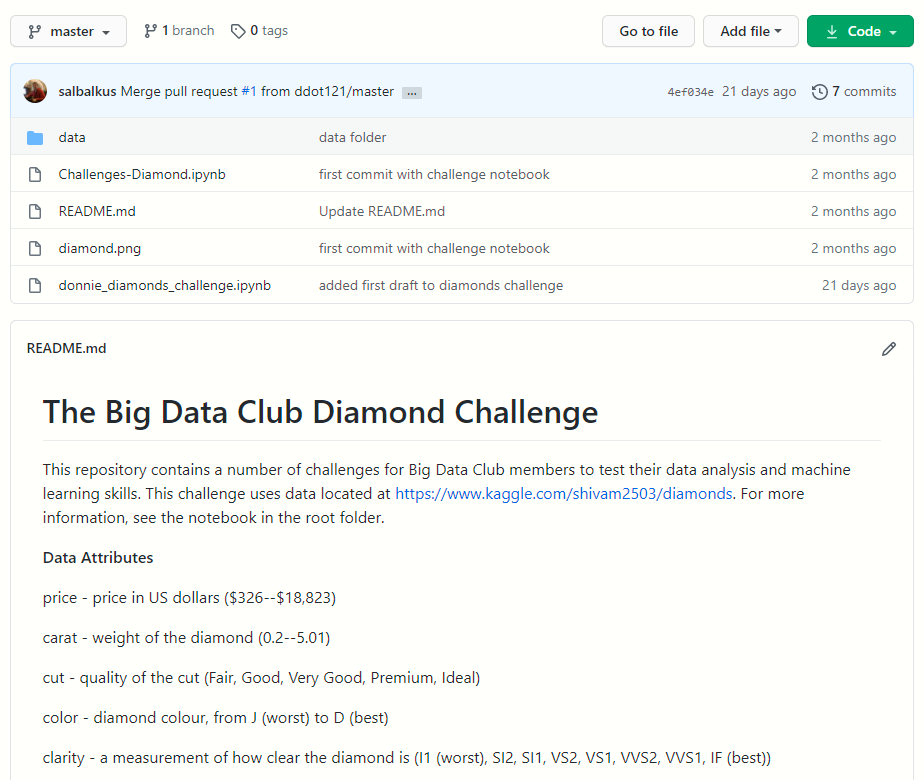 master 1 branch 0 tags Go to file Add file Code
salbalkus Merge pull request #1 from ddot121/master ... 4ef034e 21 days ago 7 commits
data data folder 2 months ago
Challenges-Diamond.ipynb first commit with challenge notebook 2 months ago
README.md Update README.md 2 months ago
diamond.png first commit with challenge notebook 2 months ago
donnie_diamonds_challenge.ipynb added first draft to diamonds challenge 21 days ago
README.md
The Big Data Club Diamond Challenge
This repository contains a number of challenges for Big Data Club members to test their data analysis and machine
learning skills. This challenge uses data located at https://www.kaggle.com/shivam2503/diamonds. For more
information, see the notebook in the root folder.
Data Attributes
price - price in US dollars ($326--$18,823)
carat - weight of the diamond (0.2--5.01)
cut - quality of the cut (Fair, Good, Very Good, Premium, Ideal)
color - diamond colour, from J (worst) to D (best)
clarity - a measurement of how clear the diamond is (I1 (worst), SI2, SI1, VS2, VS1, VVS2, VVS1, IF (best))